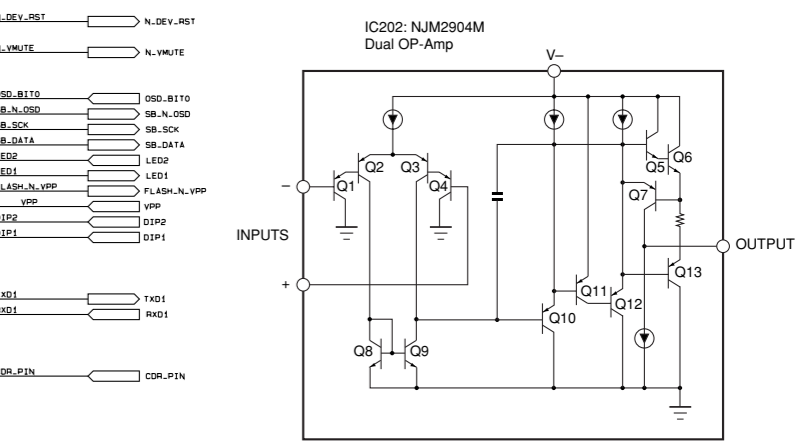 N_DEV_RST
N_VMUTE
OSD_BIT0
SB_N_OSD
SB_SCK
SB_DATA
LED2
LED1
FLASH_N_VPP
VPP VPP
DIP2
DIP1
TXD1
RXD1
CDR_PIN
IC202: NJM2904M
Dual OP-Amp
V–
Q2 Q3 Q5 Q6
– Q1 Q4 Q7
INPUTS OUTPUT
+ Q13
Q11 Q12
Q10
Q8 Q9